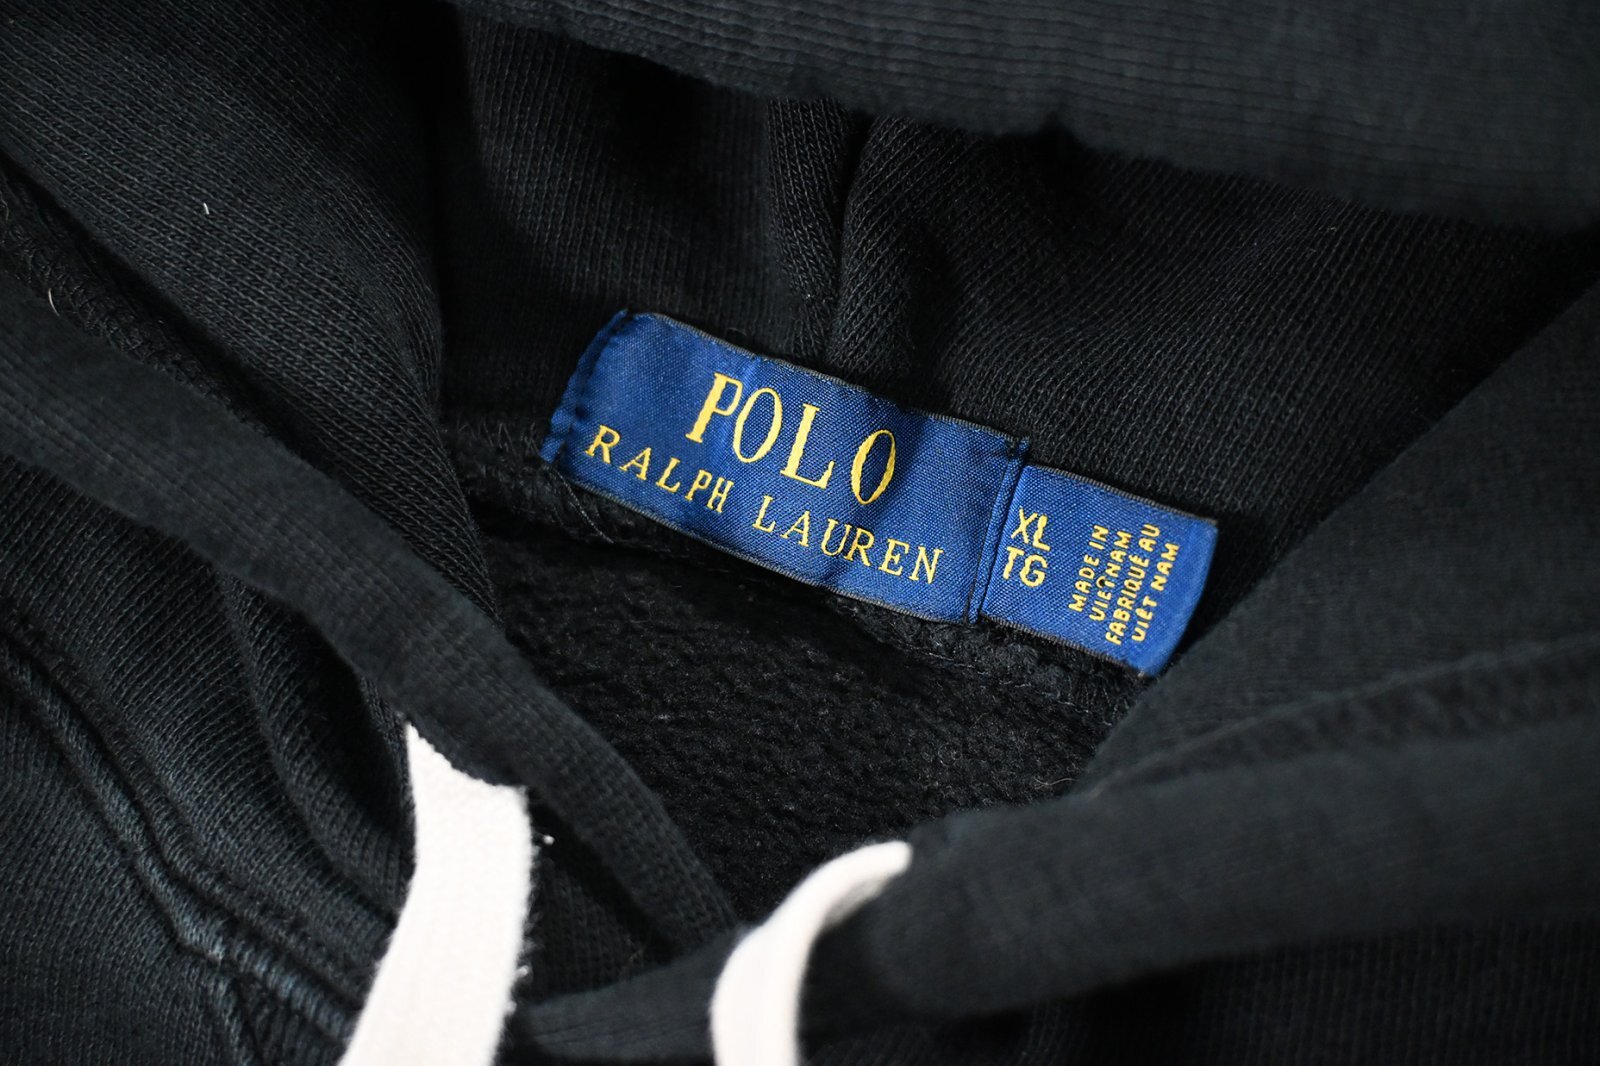 POLO
RALPH LAUREN
XL
TG
MADE IN
VIETNAM
FABRIQUÉ AU
VIÊT NAM